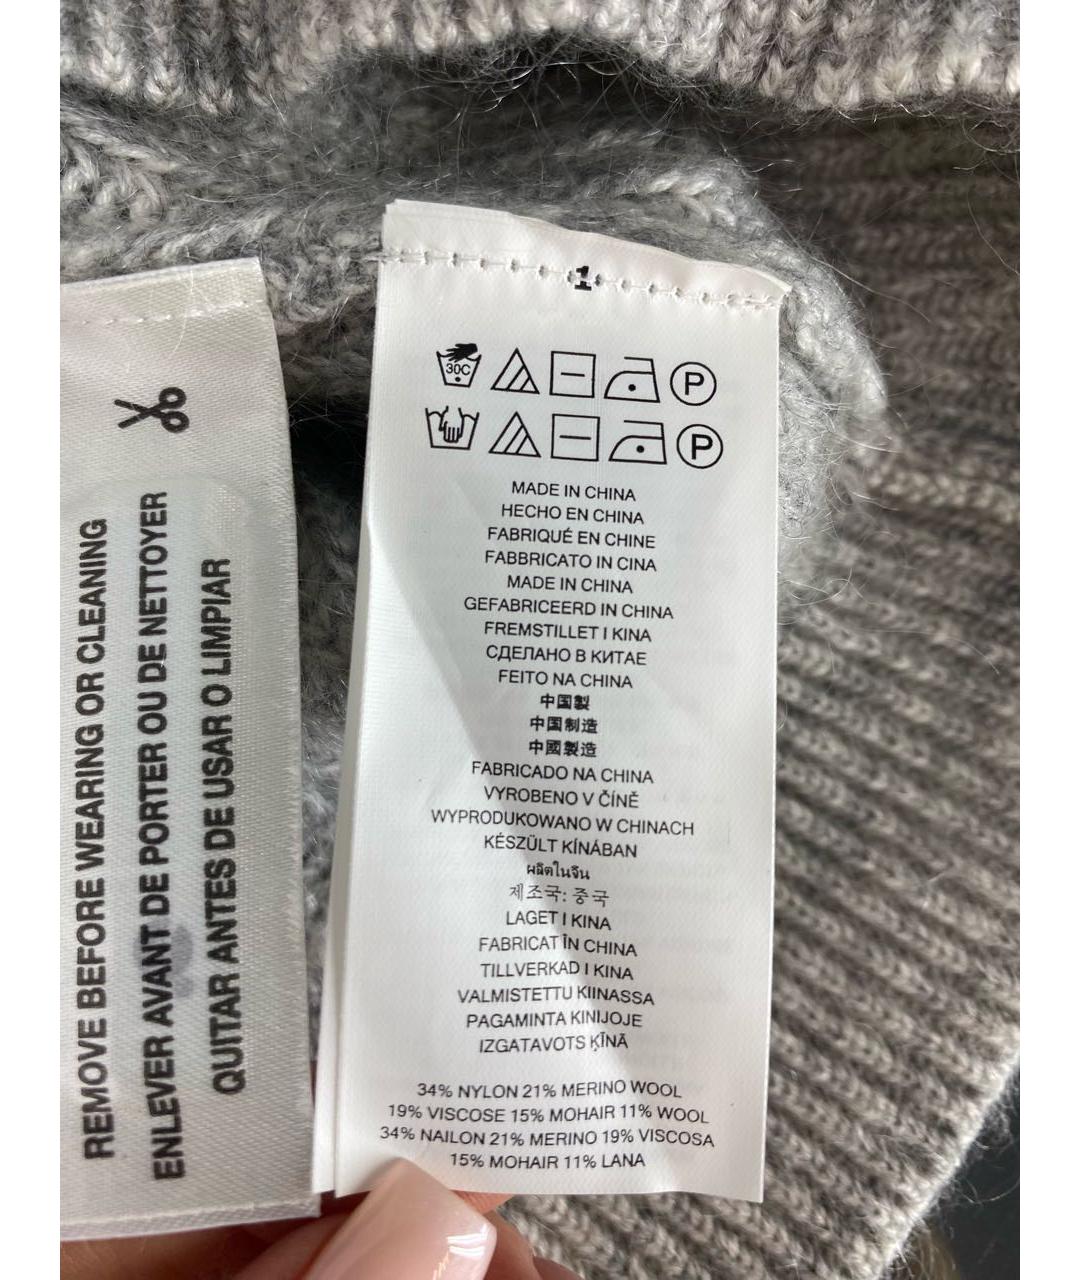 REMOVE BEFORE WEARING OR CLEANING
ENLEVER AVANT DE PORTER OU DE NETTOYER
QUITAR ANTES DE USAR O LIMPIAR
1
30C
P
P
MADE IN CHINA
HECHO EN CHINA
FABRIQUÉ EN CHINE
FABBRICATO IN CINA
MADE IN CHINA
GEFABRICEERD IN CHINA
FREMSTILLET I KINA
СДЕЛАНО В КИТАЕ
FEITO NA CHINA
中国製
中国制造
中國製造
FABRICADO NA CHINA
VYROBENO V ČÍNĚ
WYPRODUKOWANO W CHINACH
KÉSZÜLT KÍNÁBAN
ผลิตในจีน
제조국: 중국
LAGET I KINA
FABRICAT ÎN CHINA
TILLVERKAD I KINA
VALMISTETTU KIINASSA
PAGAMINTA KINIJOJE
IZGATAVOTS ĶĪNĀ
34% NYLON 21% MERINO WOOL
19% VISCOSE 15% MOHAIR 11% WOOL
34% NAILON 21% MERINO 19% VISCOSA
15% MOHAIR 11% LANA